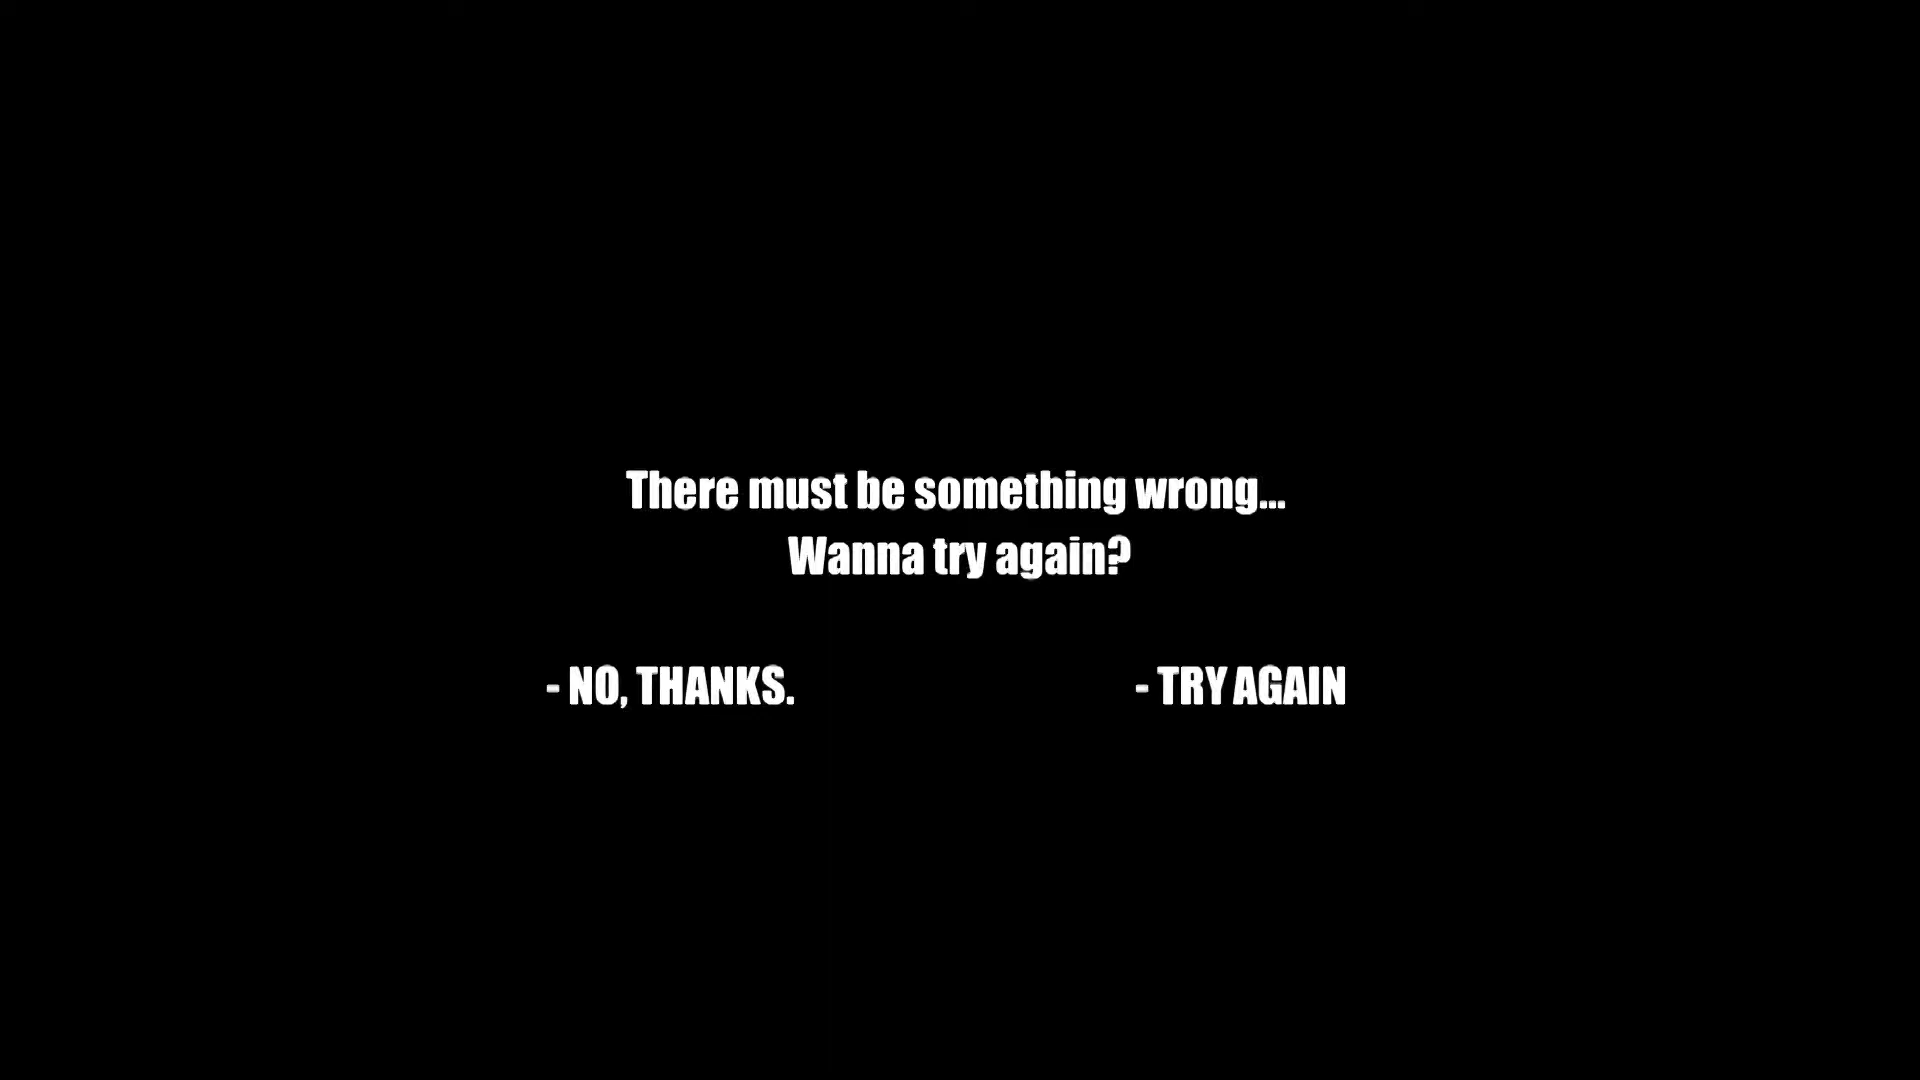 There must be something wrong...
Wanna try again?
- NO, THANKS.
- TRY AGAIN